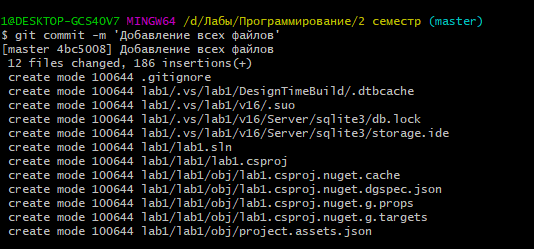 1@DESKTOP-GCS4OV7 MINGW64 /d/Лабы/Программирование/2 семестр (master)
$ git commit -m 'Добавление всех файлов'
[master 4bc5008] Добавление всех файлов
 12 files changed, 186 insertions(+)
 create mode 100644 .gitignore
 create mode 100644 lab1/.vs/lab1/DesignTimeBuild/.dtbcache
 create mode 100644 lab1/.vs/lab1/v16/.suo
 create mode 100644 lab1/.vs/lab1/v16/Server/sqlite3/db.lock
 create mode 100644 lab1/.vs/lab1/v16/Server/sqlite3/storage.ide
 create mode 100644 lab1/lab1.sln
 create mode 100644 lab1/lab1/lab1.csproj
 create mode 100644 lab1/lab1/obj/lab1.csproj.nuget.cache
 create mode 100644 lab1/lab1/obj/lab1.csproj.nuget.dgspec.json
 create mode 100644 lab1/lab1/obj/lab1.csproj.nuget.g.props
 create mode 100644 lab1/lab1/obj/lab1.csproj.nuget.g.targets
 create mode 100644 lab1/lab1/obj/project.assets.json